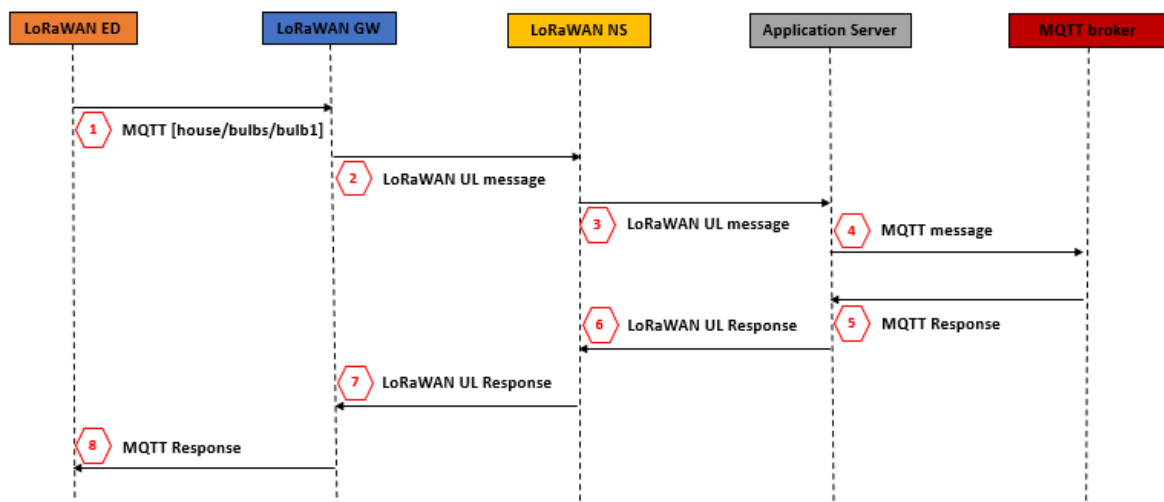 LoRaWAN ED
LoRaWAN GW
LoRaWAN NS
Application Server
MQTT broker
1 MQTT [house/bulbs/bulb1]
2 LoRaWAN UL message
3 LoRaWAN UL message
4 MQTT message
5 MQTT Response
6 LoRaWAN UL Response
7 LoRaWAN UL Response
8 MQTT Response